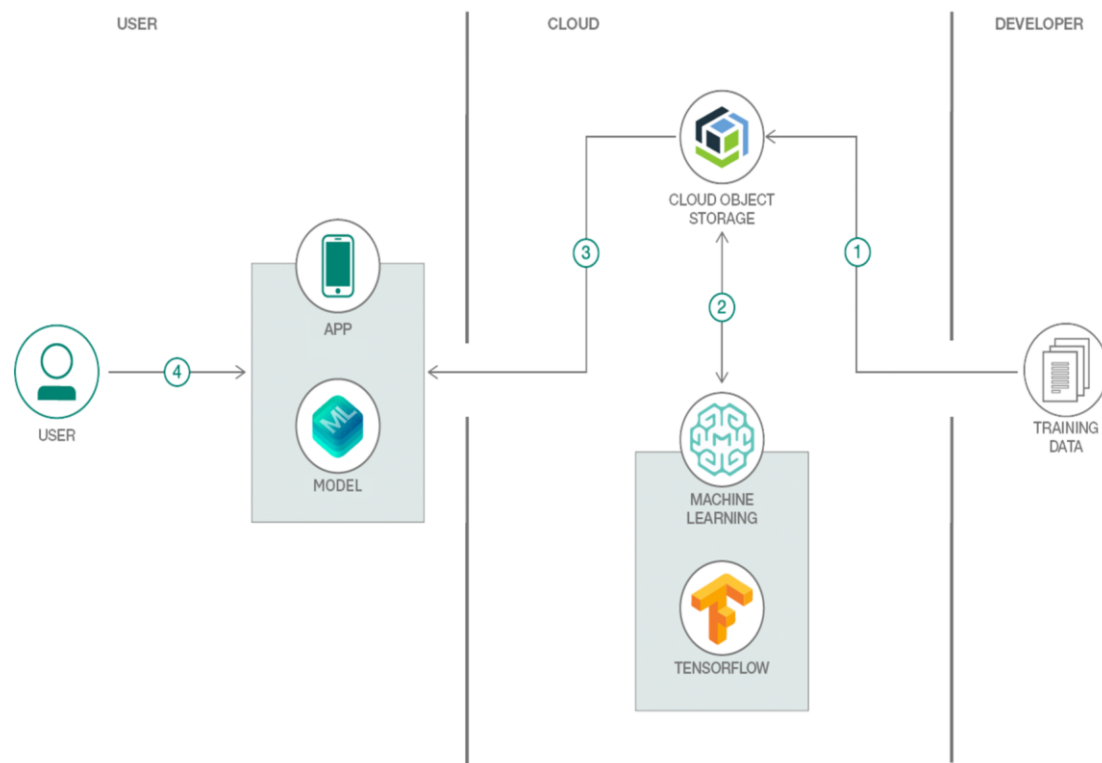 USER
CLOUD
DEVELOPER
CLOUD OBJECT
STORAGE
3
1
2
APP
4
USER
ML
MODEL
TRAINING
DATA
MACHINE
LEARNING
TENSORFLOW